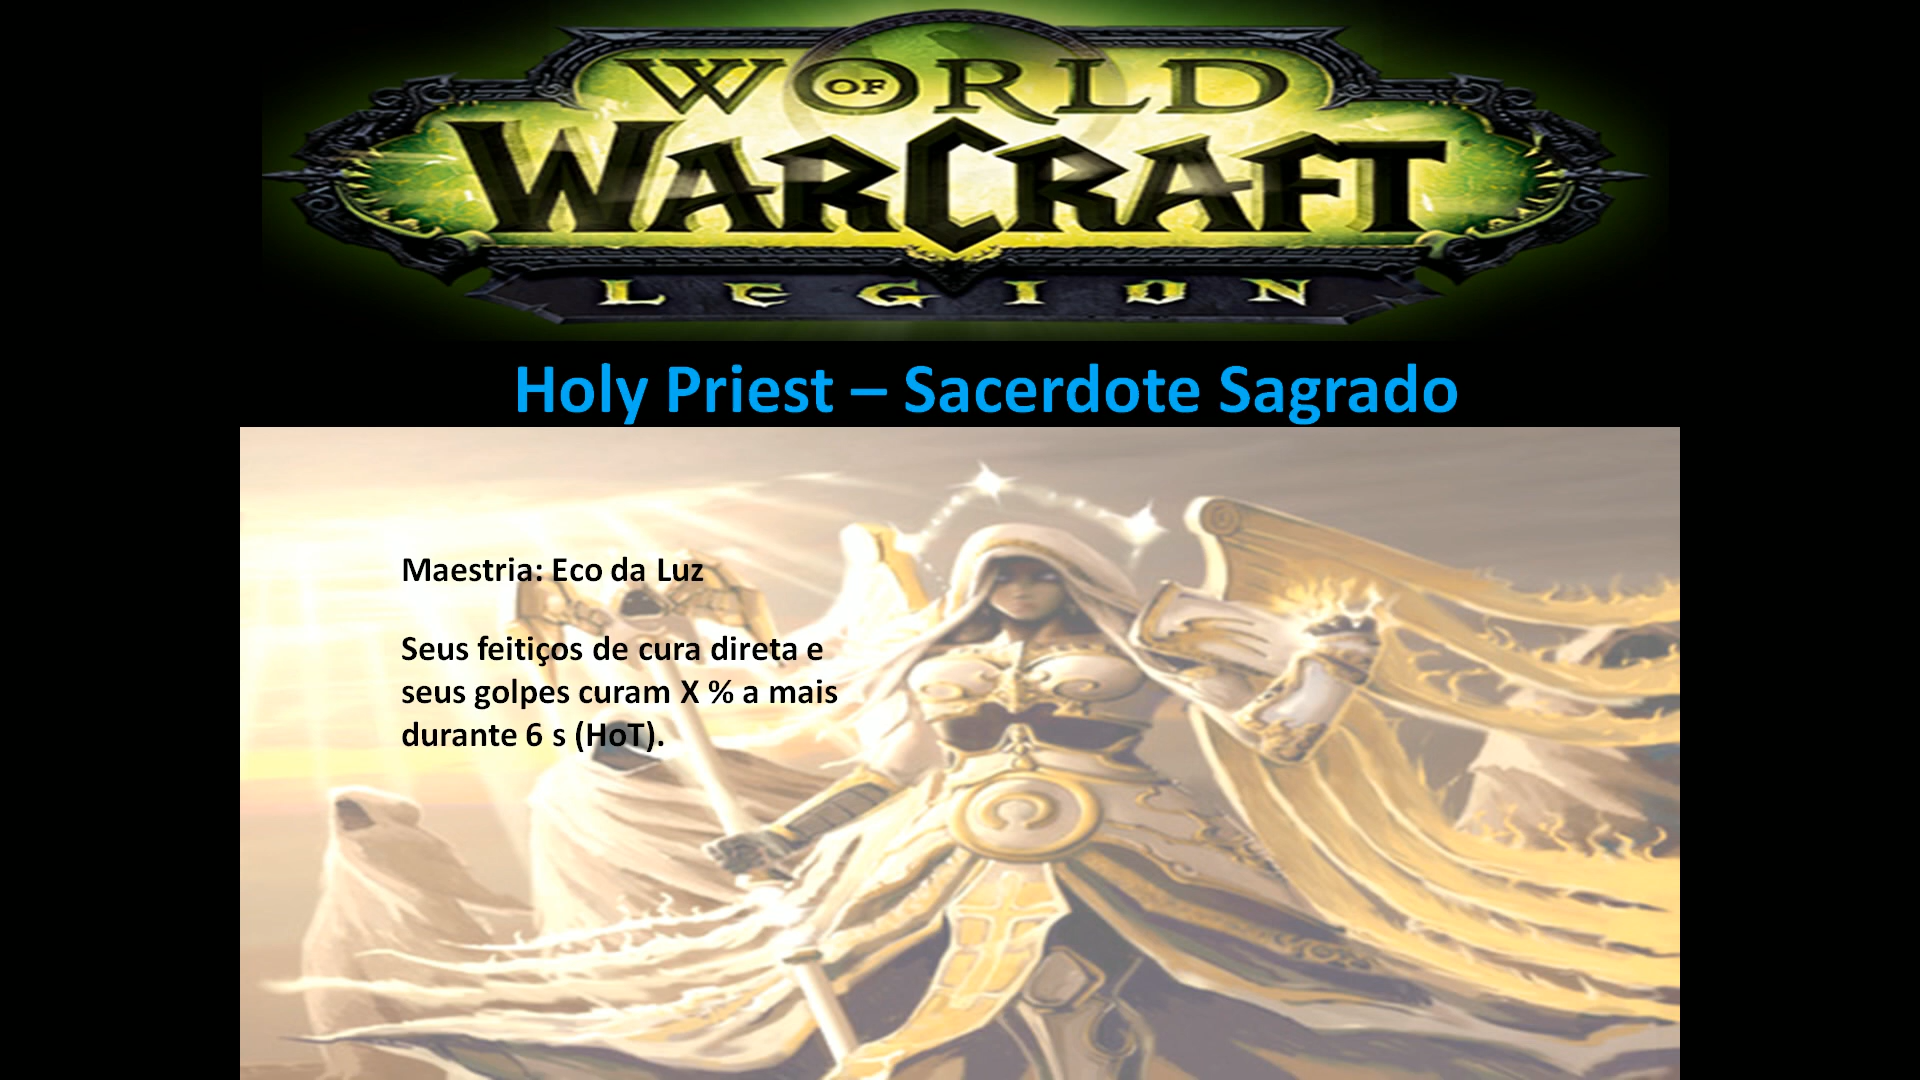 WORLD
OF
WARCRAFT
LEGION
Holy Priest – Sacerdote Sagrado
Maestria: Eco da Luz
Seus feitiços de cura direta e
seus golpes curam X % a mais
durante 6 s (HoT).